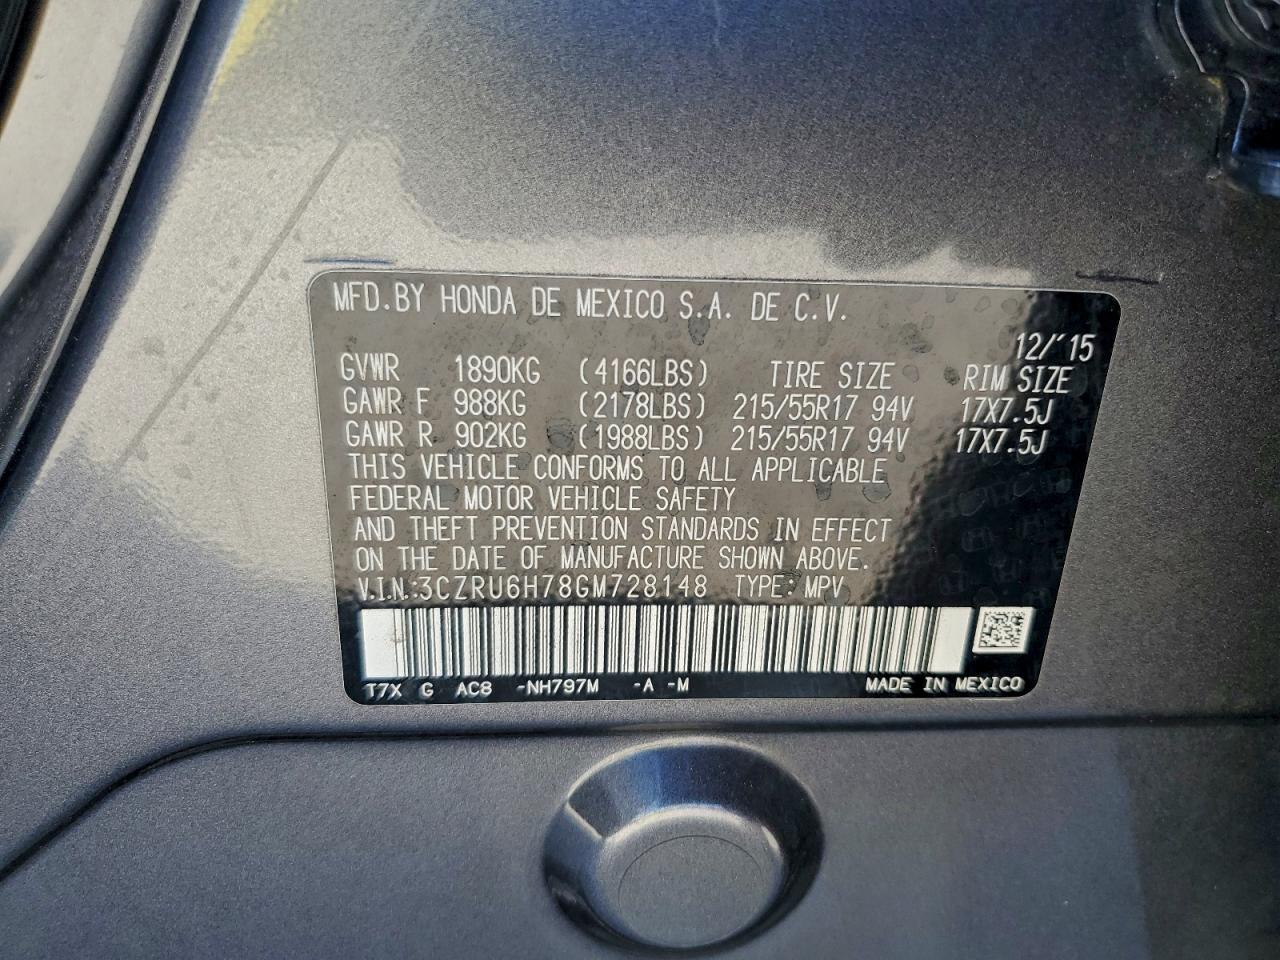 MFD.BY HONDA DE MEXICO S.A. DE C.V.
12/'15
GVWR 1890KG (4166LBS) TIRE SIZE RIM SIZE
GAWR F 988KG (2178LBS) 215/55R17 94V 17X7.5J
GAWR R 902KG (1988LBS) 215/55R17 94V 17X7.5J
THIS VEHICLE CONFORMS TO ALL APPLICABLE
FEDERAL MOTOR VEHICLE SAFETY
AND THEFT PREVENTION STANDARDS IN EFFECT
ON THE DATE OF MANUFACTURE SHOWN ABOVE.
V.I.N.:3CZRU6H78GM728148 TYPE: MPV
T7X G AC8 -NH797M -A -M MADE IN MEXICO